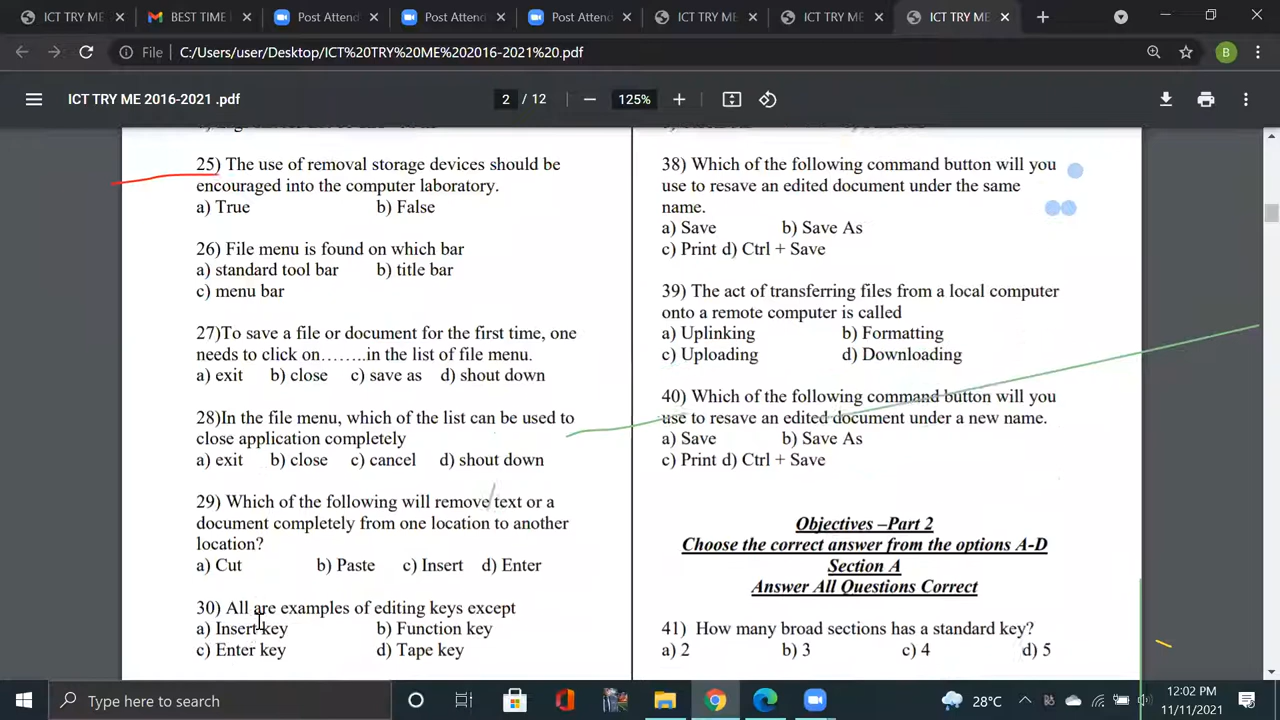 ICT TRY ME
BEST TIME
Post Attend
Post Attend
Post Attend
ICT TRY ME
ICT TRY ME
ICT TRY ME
File
C:/Users/user/Desktop/ICT%20TRY%20ME%202016-2021%20.pdf
B
ICT TRY ME 2016-2021 .pdf
2 / 12
125%
25) The use of removal storage devices should be
encouraged into the computer laboratory.
a) True b) False
26) File menu is found on which bar
a) standard tool bar b) title bar
c) menu bar
27)To save a file or document for the first time, one
needs to click on……..in the list of file menu.
a) exit b) close c) save as d) shout down
28)In the file menu, which of the list can be used to
close application completely
a) exit b) close c) cancel d) shout down
29) Which of the following will remove text or a
document completely from one location to another
location?
a) Cut b) Paste c) Insert d) Enter
30) All are examples of editing keys except
a) Insert key b) Function key
c) Enter key d) Tape key
38) Which of the following command button will you
use to resave an edited document under the same
name.
a) Save b) Save As
c) Print d) Ctrl + Save
39) The act of transferring files from a local computer
onto a remote computer is called
a) Uplinking b) Formatting
c) Uploading d) Downloading
40) Which of the following command button will you
use to resave an edited document under a new name.
a) Save b) Save As
c) Print d) Ctrl + Save
Objectives –Part 2
Choose the correct answer from the options A-D
Section A
Answer All Questions Correct
41) How many broad sections has a standard key?
a) 2 b) 3 c) 4 d) 5
Type here to search
28°C
12:02 PM
11/11/2021